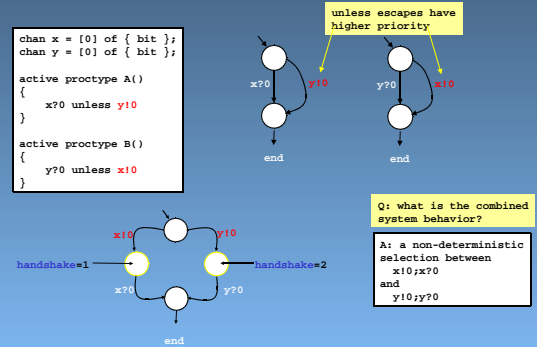 chan x = [0] of { bit };
chan y = [0] of { bit };
active proctype A()
{
x?0 unless y!0
}
active proctype B()
{
y?0 unless x!0
}
unless escapes have
higher priority
x?0
y!0
end
y?0
x!0
end
x!0
y!0
handshake=1
handshake=2
x?0
y?0
end
Q: what is the combined
system behavior?
A: a non-deterministic
selection between
x!0;x?0
and
y!0;y?0